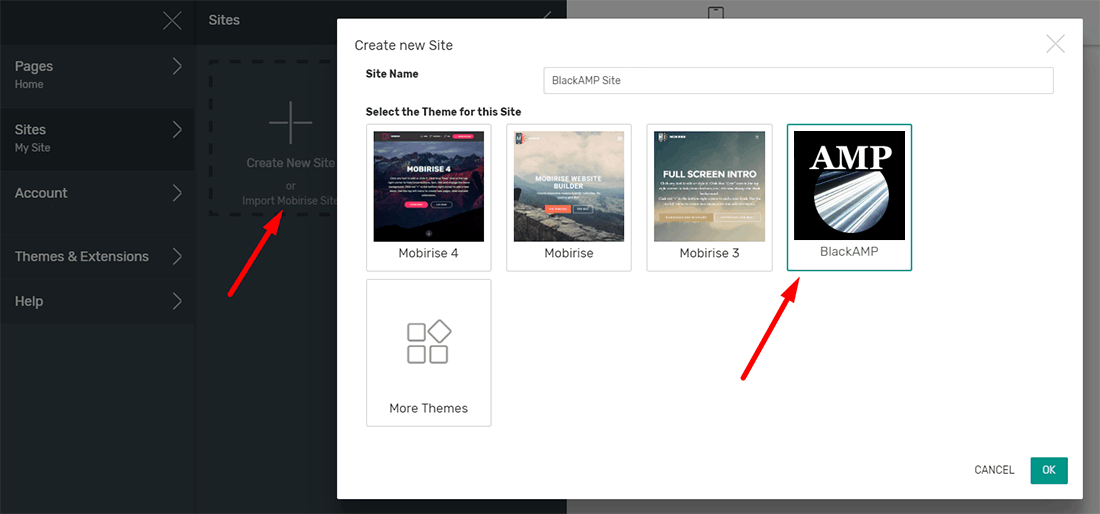 Sites
Pages
Home
Sites
My Site
Account
Themes & Extensions
Help
Create New Site
or
Import Mobirise Site
Create new Site
Site Name
BlackAMP Site
Select the Theme for this Site
MOBIRISE 4
Mobirise 4
MOBIRISE WEBSITE
BUILDER
Mobirise
FULL SCREEN INTRO
Mobirise 3
AMP
BlackAMP
More Themes
CANCEL
OK